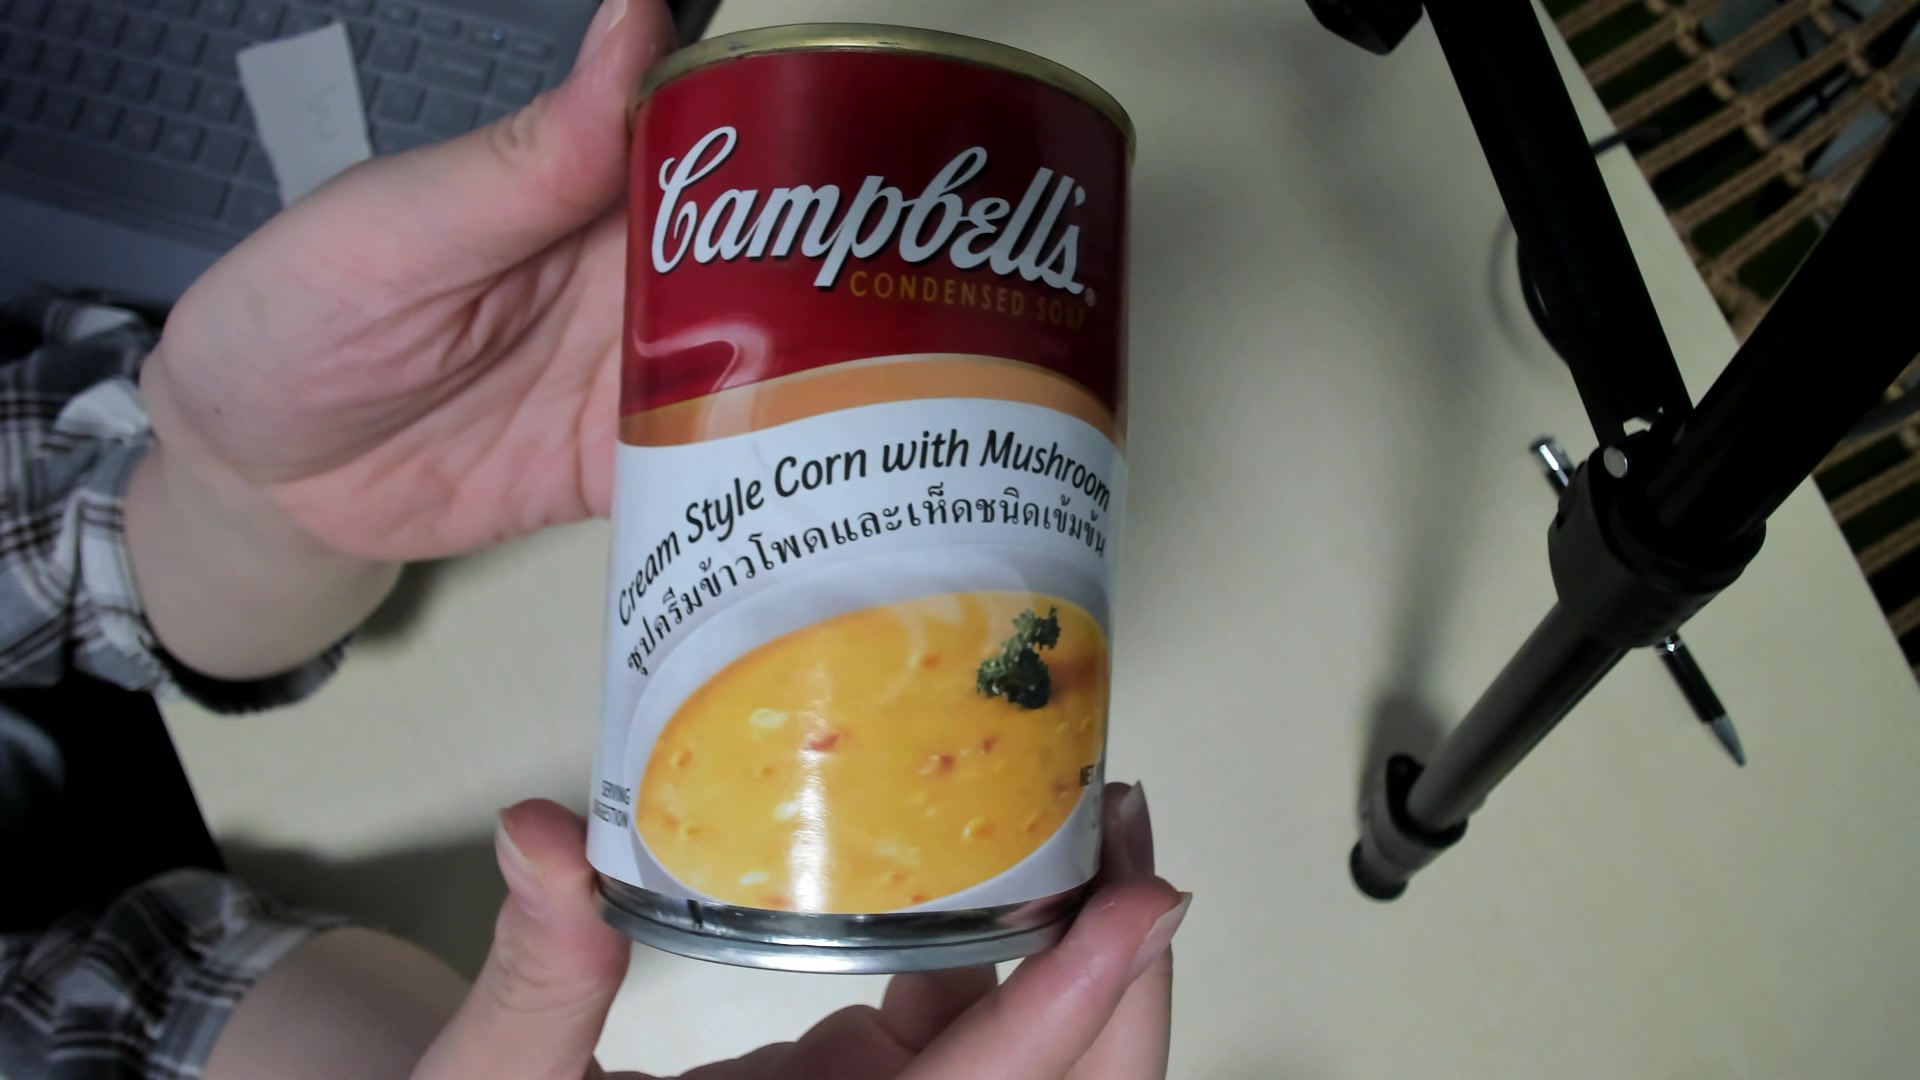 Campbell's®
CONDENSED SOUP
Cream Style Corn with Mushroom
ซุปครีมข้าวโพดและเห็ดชนิดเข้มข้น
SERVING
SUGGESTION